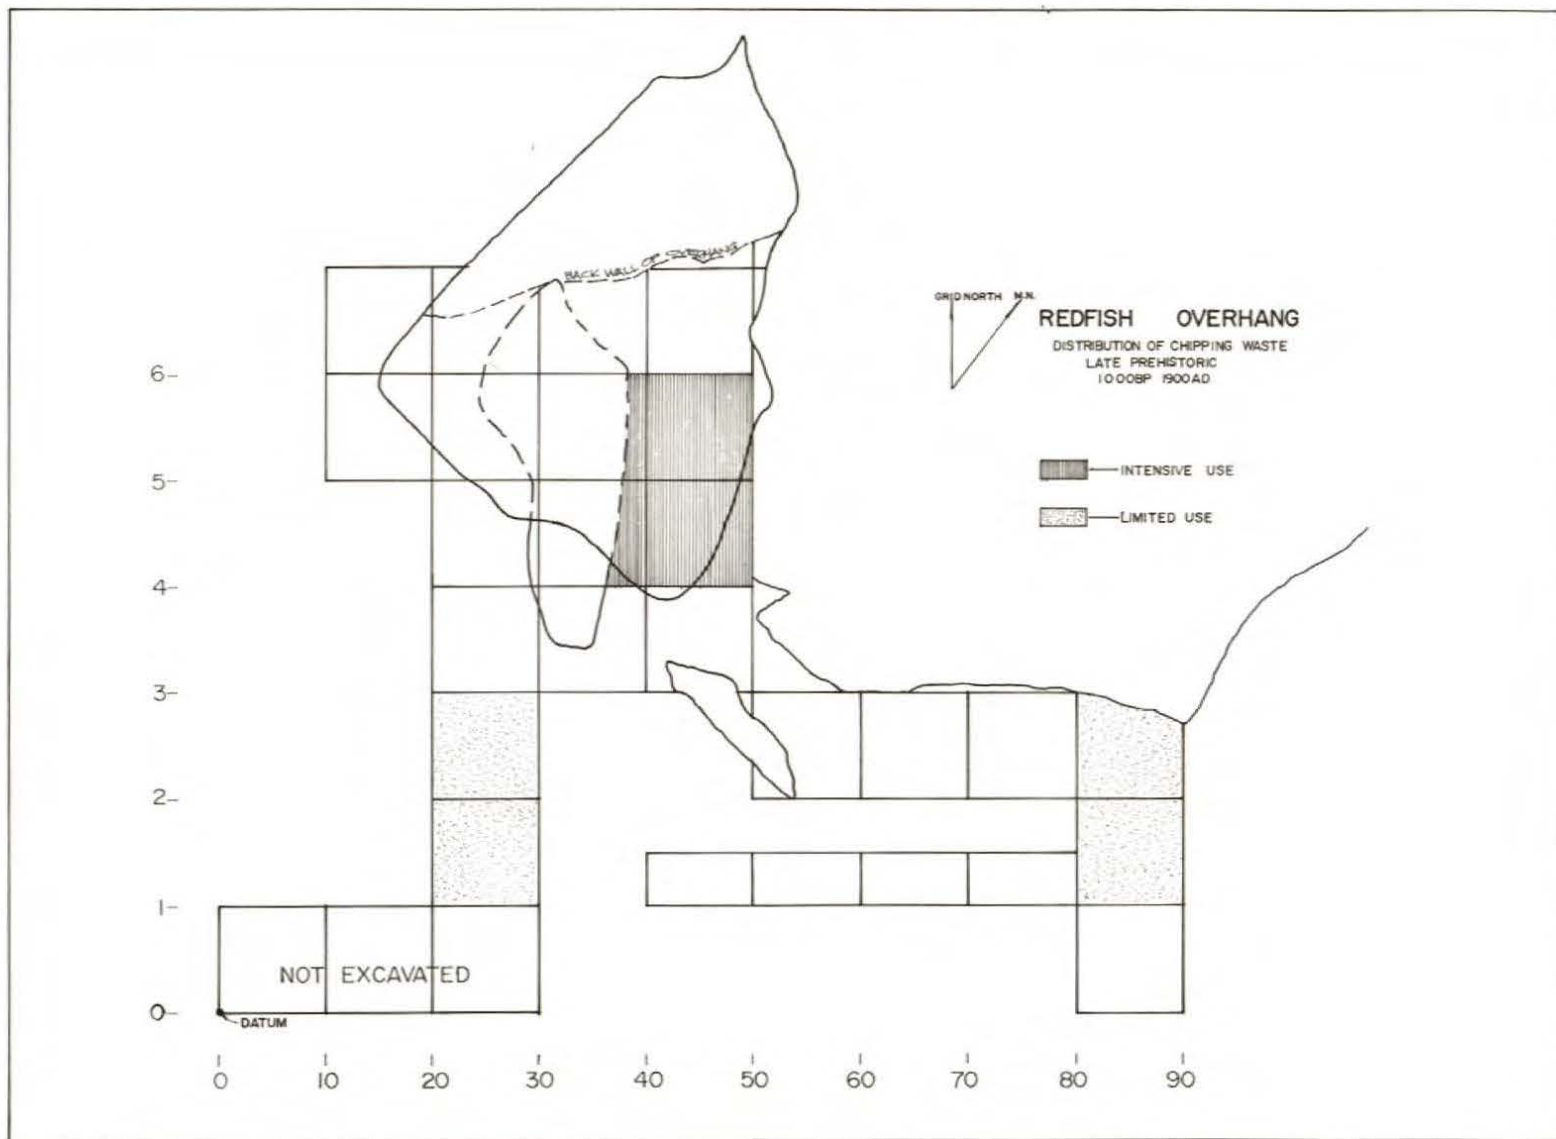 BACK WALL OF OVERHANG
GRIDNORTH M.N.
REDFISH OVERHANG
DISTRIBUTION OF CHIPPING WASTE
LATE PREHISTORIC
1000BP 1900AD
INTENSIVE USE
LIMITED USE
6-
5-
4-
3-
2-
1-
0-
NOT EXCAVATED
DATUM
0 10 20 30 40 50 60 70 80 90